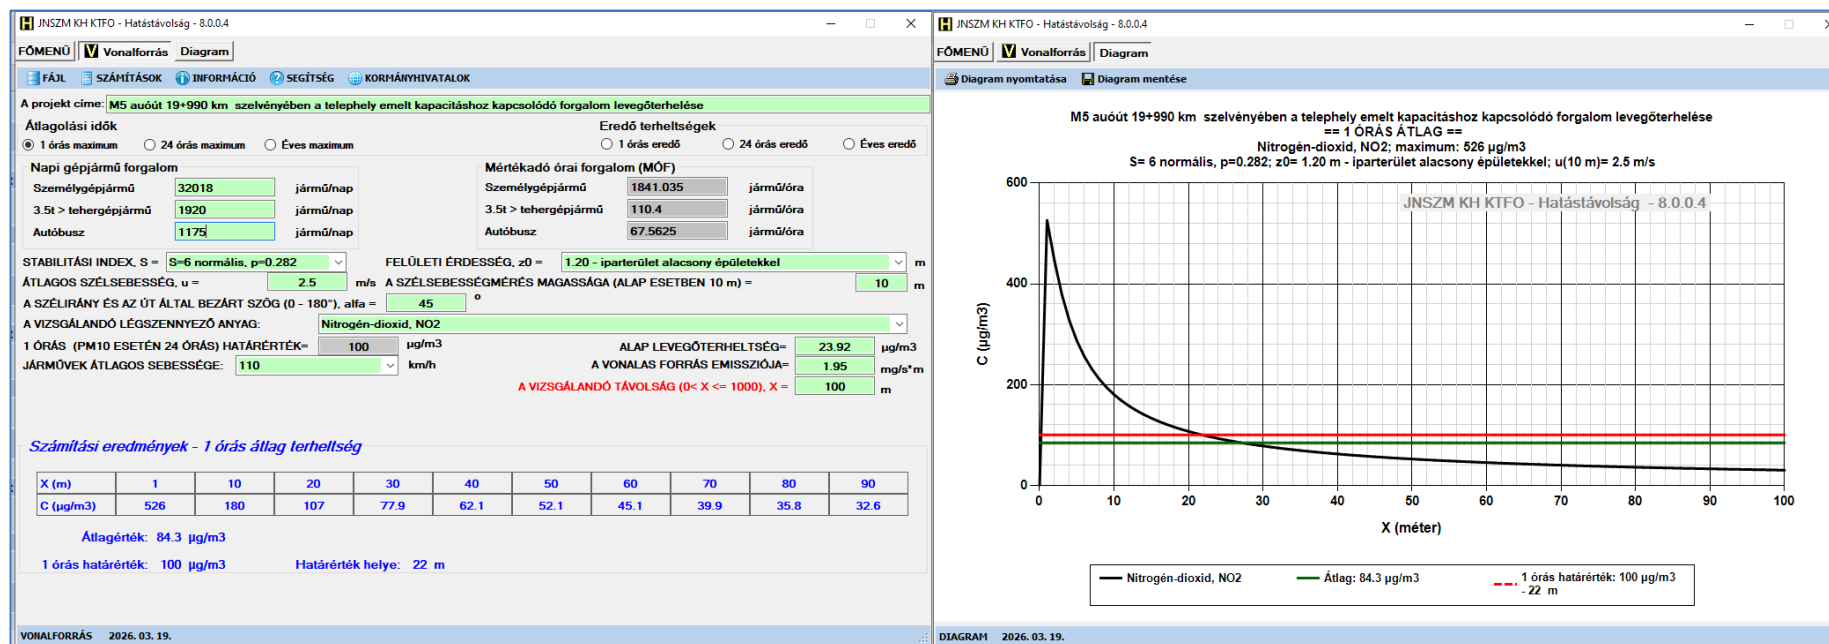 JNSZM KH KTFO - Hatástávolság - 8.0.0.4
FŐMENÜ Vonalforrás Diagram
FÁJL SZÁMÍTÁSOK INFORMÁCIÓ SEGÍTSÉG KORMÁNYHIVATALOK
A projekt címe: M5 auóút 19+990 km szelvényében a telephely emelt kapacitáshoz kapcsolódó forgalom levegőterhelése
Átlagolási idők
1 órás maximum 24 órás maximum Éves maximum
Eredő terheltségek
1 órás eredő 24 órás eredő Éves eredő
Napi gépjármű forgalom
Személygépjármű 32018 jármű/nap
3.5t > tehergépjármű 1920 jármű/nap
Autóbusz 1175 jármű/nap
Mértékadó órai forgalom (MÓF)
Személygépjármű 1841.035 jármű/óra
3.5t > tehergépjármű 110.4 jármű/óra
Autóbusz 67.5625 jármű/óra
STABILITÁSI INDEX, S = S=6 normális, p=0.282 FELÜLETI ÉRDESSÉG, z0 = 1.20 - iparterület alacsony épületekkel m
ÁTLAGOS SZÉLSEBESSÉG, u = 2.5 m/s A SZÉLSEBESSÉGMÉRÉS MAGASSÁGA (ALAP ESETBEN 10 m) = 10 m
A SZÉLIRÁNY ÉS AZ ÚT ÁLTAL BEZÁRT SZÖG (0 - 180°), alfa = 45 °
A VIZSGÁLANDÓ LÉGSZENNYEZŐ ANYAG: Nitrogén-dioxid, NO2
1 ÓRÁS (PM10 ESETÉN 24 ÓRÁS) HATÁRÉRTÉK= 100 µg/m3 ALAP LEVEGŐTERHELTSÉG= 23.92 µg/m3
JÁRMŰVEK ÁTLAGOS SEBESSÉGE: 110 km/h A VONALAS FORRÁS EMISSZIÓJA= 1.95 mg/s*m
A VIZSGÁLANDÓ TÁVOLSÁG (0< X <= 1000), X = 100 m
Számítási eredmények - 1 órás átlag terheltség
X (m) 1 10 20 30 40 50 60 70 80 90
C (µg/m3) 526 180 107 77.9 62.1 52.1 45.1 39.9 35.8 32.6
Átlagérték: 84.3 µg/m3
1 órás határérték: 100 µg/m3 Határérték helye: 22 m
VONALFORRÁS 2026. 03. 19.
JNSZM KH KTFO - Hatástávolság - 8.0.0.4
FŐMENÜ Vonalforrás Diagram
Diagram nyomtatása Diagram mentése
M5 auóút 19+990 km szelvényében a telephely emelt kapacitáshoz kapcsolódó forgalom levegőterhelése
== 1 ÓRÁS ÁTLAG ==
Nitrogén-dioxid, NO2; maximum: 526 µg/m3
S= 6 normális, p=0.282; z0= 1.20 m - iparterület alacsony épületekkel; u(10 m)= 2.5 m/s
JNSZM KH KTFO - Hatástávolság - 8.0.0.4
600
400
200
0
C (µg/m3)
0 10 20 30 40 50 60 70 80 90 100
X (méter)
Nitrogén-dioxid, NO2 Átlag: 84.3 µg/m3 1 órás határérték: 100 µg/m3
- 22 m
DIAGRAM 2026. 03. 19.